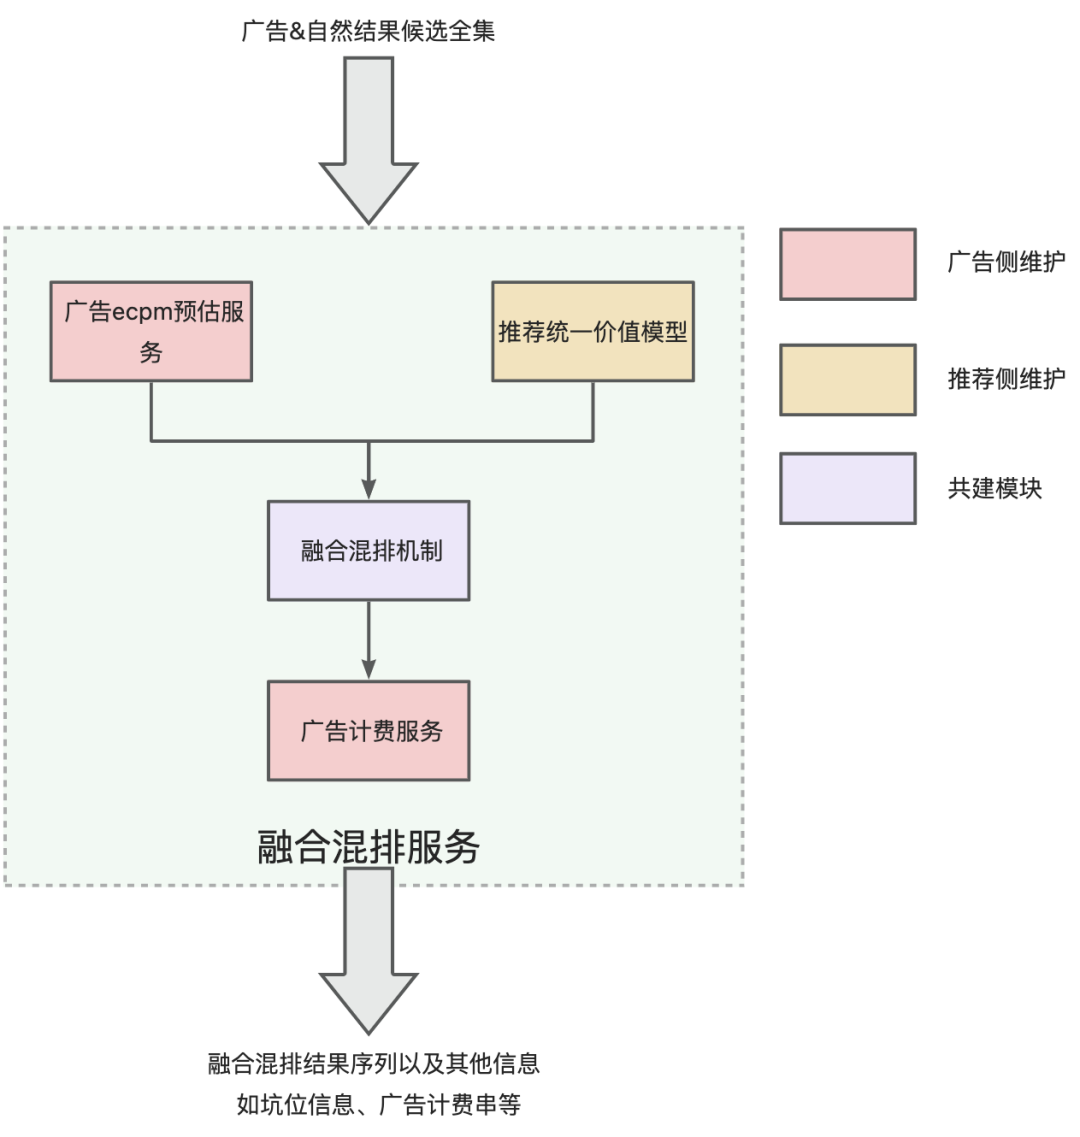 广告&自然结果候选全集
广告ecpm预估服
务
推荐统一价值模型
融合混排机制
广告计费服务
融合混排服务
融合混排结果序列以及其他信息
如坑位信息、广告计费串等
广告侧维护
推荐侧维护
共建模块